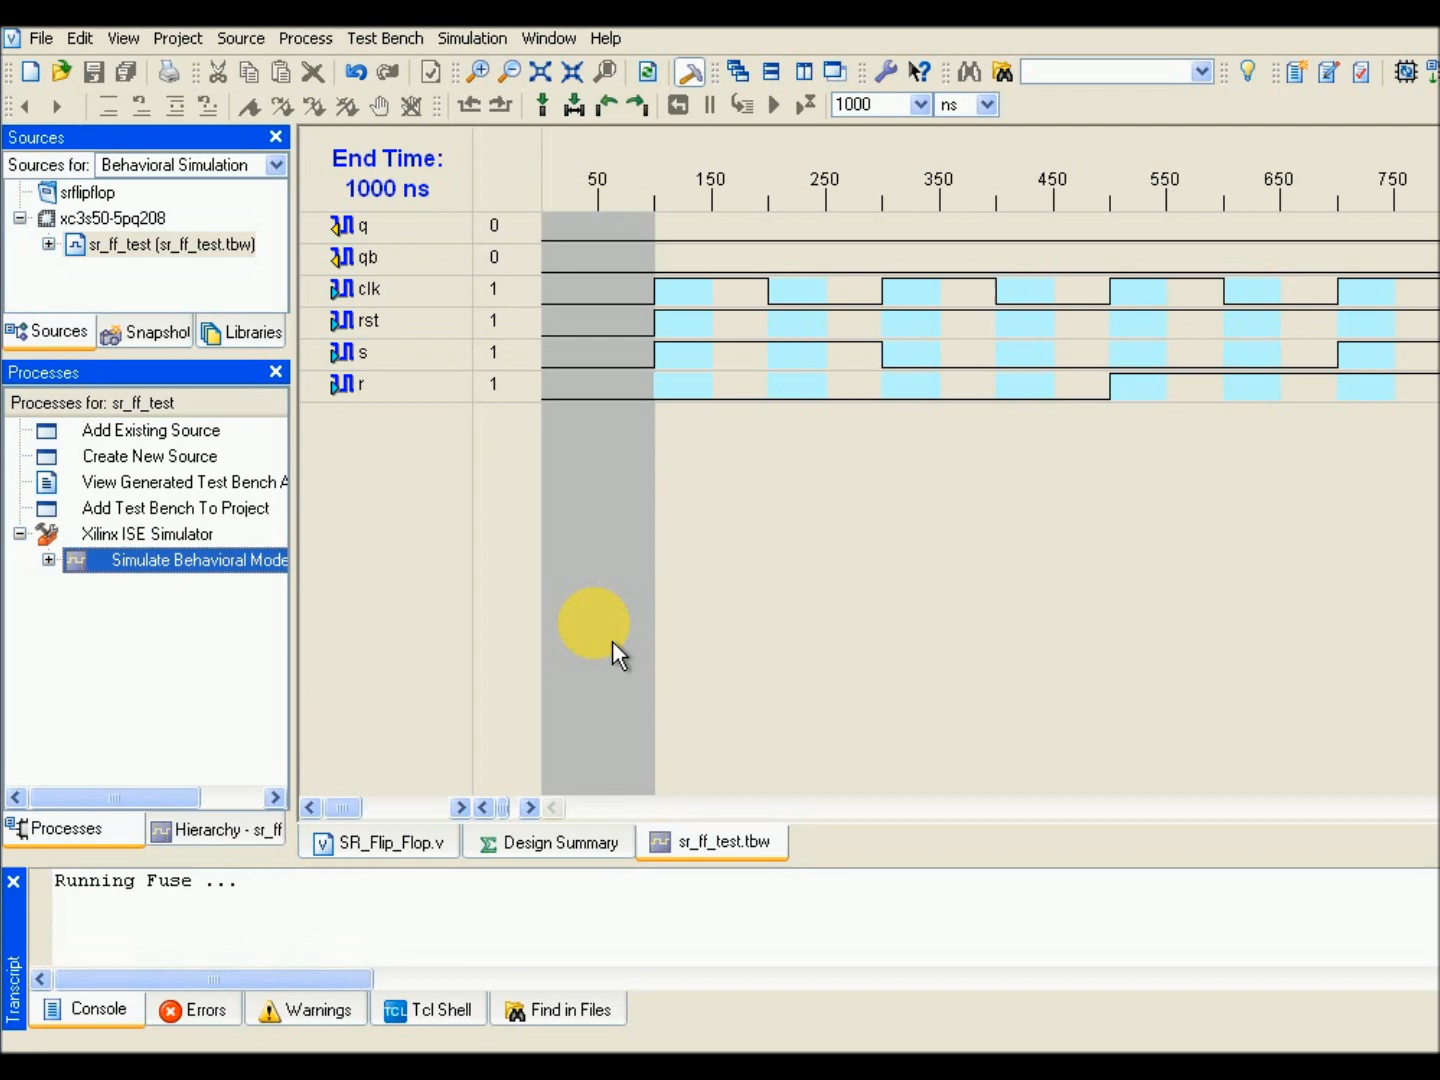 File Edit View Project Source Process Test Bench Simulation Window Help
1000 ns
Sources
Sources for: Behavioral Simulation
srflipflop
xc3s50-5pq208
sr_ff_test (sr_ff_test.tbw)
Sources Snapshot Libraries
Processes
Processes for: sr_ff_test
Add Existing Source
Create New Source
View Generated Test Bench A
Add Test Bench To Project
Xilinx ISE Simulator
Simulate Behavioral Mode
Processes Hierarchy - sr_ff
End Time:
1000 ns
50 150 250 350 450 550 650 750
q 0
qb 0
clk 1
rst 1
s 1
r 1
SR_Flip_Flop.v Design Summary sr_ff_test.tbw
Running Fuse ...
Transcript
Console Errors Warnings TCL Tcl Shell Find in Files